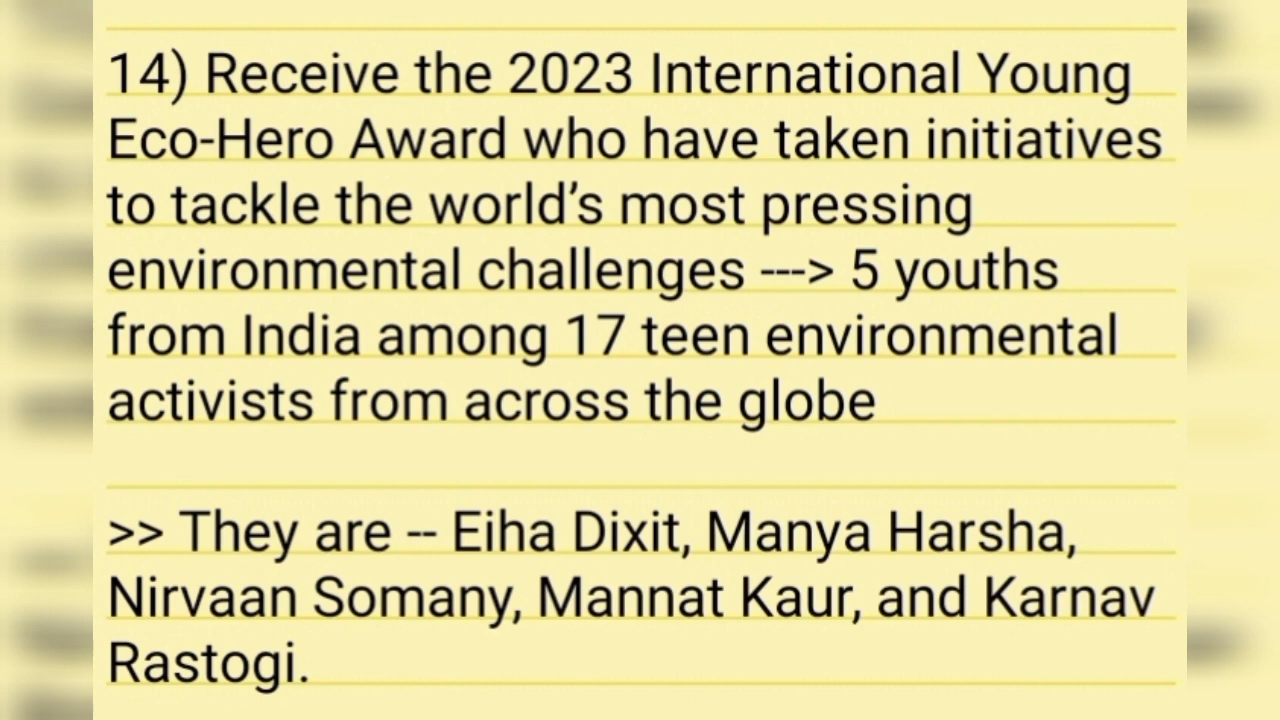 14) Receive the 2023 International Young
Eco-Hero Award who have taken initiatives
to tackle the world’s most pressing
environmental challenges ---> 5 youths
from India among 17 teen environmental
activists from across the globe
>> They are -- Eiha Dixit, Manya Harsha,
Nirvaan Somany, Mannat Kaur, and Karnav
Rastogi.